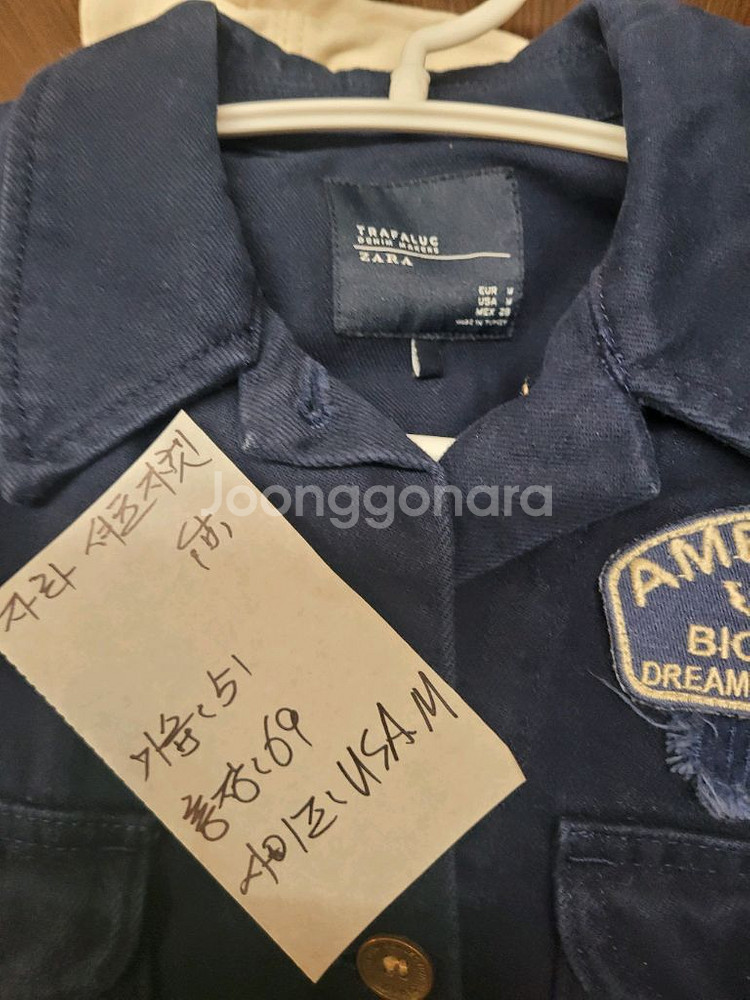 TRAFALUC
DENIM MAKERS
ZARA
EUR M
USA M
MEX 28
MADE IN TURKEY
Joonggonara
자라 셔츠자켓
가슴: 51
총장: 69
사이즈: USA M
BIG
DREAM